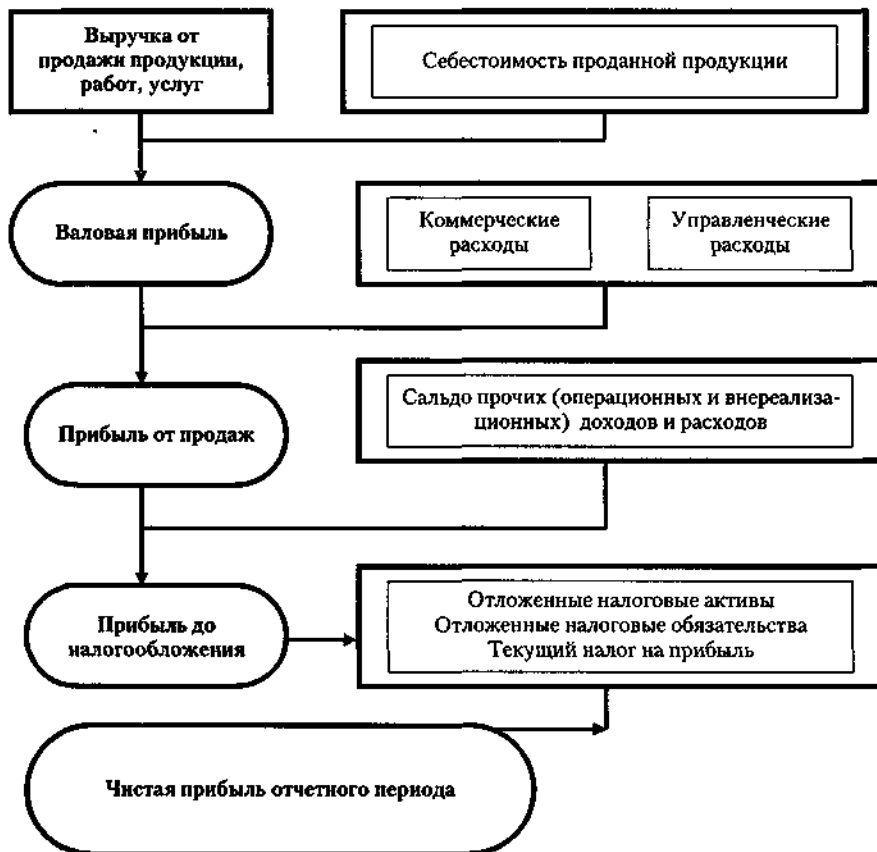 Выручка от
продажи продукции,
работ, услуг
Себестоимость проданной продукции
Валовая прибыль
Коммерческие
расходы
Управленческие
расходы
Прибыль от продаж
Сальдо прочих (операционных и внереализа-
ционных) доходов и расходов
Прибыль до
налогообложения
Отложенные налоговые активы
Отложенные налоговые обязательства
Текущий налог на прибыль
Чистая прибыль отчетного периода